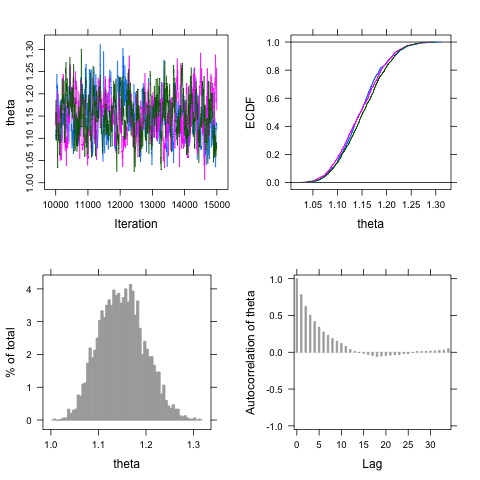 theta
1.00 1.05 1.10 1.15 1.20 1.25 1.30
10000 11000 12000 13000 14000 15000
Iteration
ECDF
0.0 0.2 0.4 0.6 0.8 1.0
1.05 1.10 1.15 1.20 1.25 1.30
theta
% of total
0 1 2 3 4
1.0 1.1 1.2 1.3
theta
Autocorrelation of theta
-1.0 -0.5 0.0 0.5 1.0
0 5 10 15 20 25 30
Lag